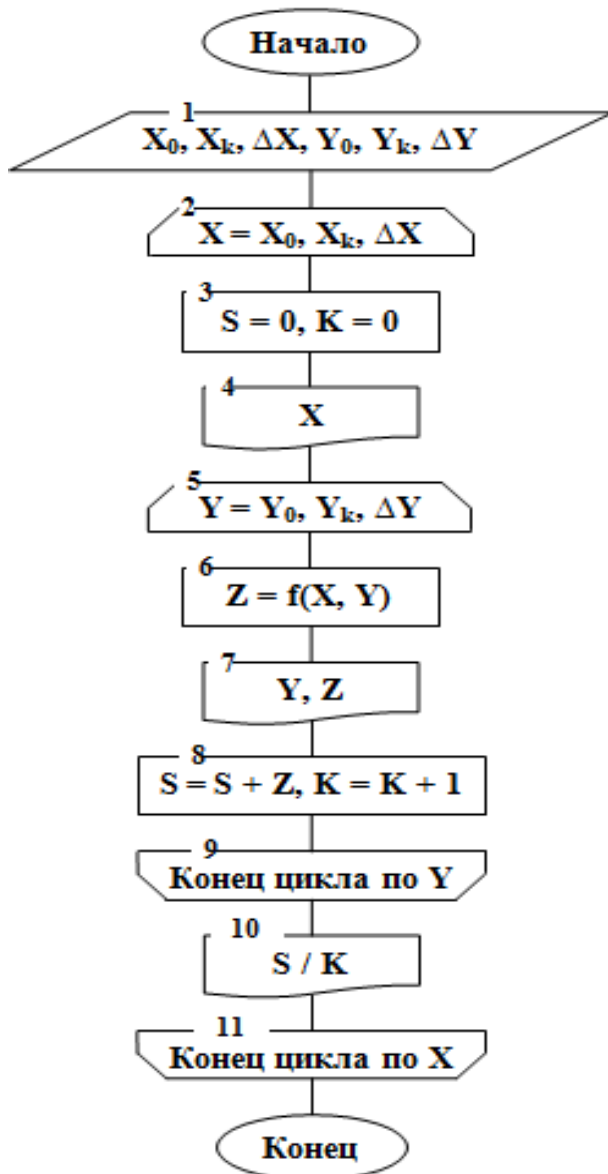 Начало
1
X₀, Xₖ, ΔX, Y₀, Yₖ, ΔY
2
X = X₀, Xₖ, ΔX
3
S = 0, K = 0
4
X
5
Y = Y₀, Yₖ, ΔY
6
Z = f(X, Y)
7
Y, Z
8
S = S + Z, K = K + 1
9
Конец цикла по Y
10
S / K
11
Конец цикла по X
Конец